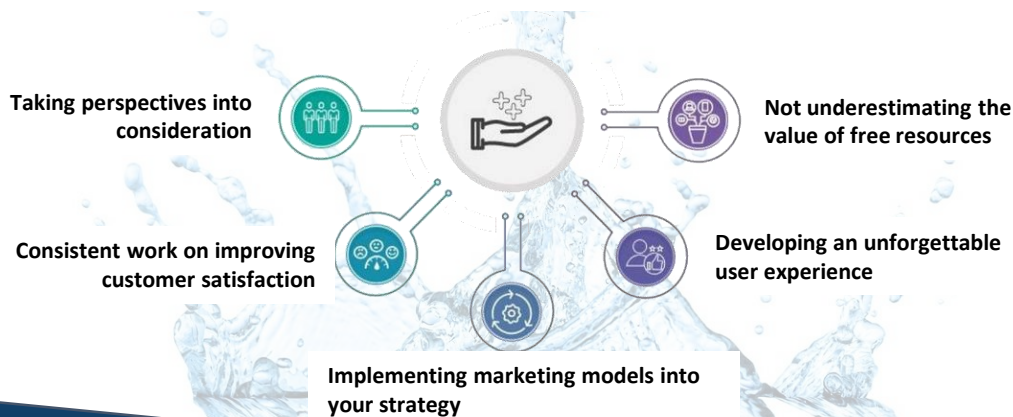 Taking perspectives into
consideration
Not underestimating the
value of free resources
Consistent work on improving
customer satisfaction
Developing an unforgettable
user experience
Implementing marketing models into
your strategy